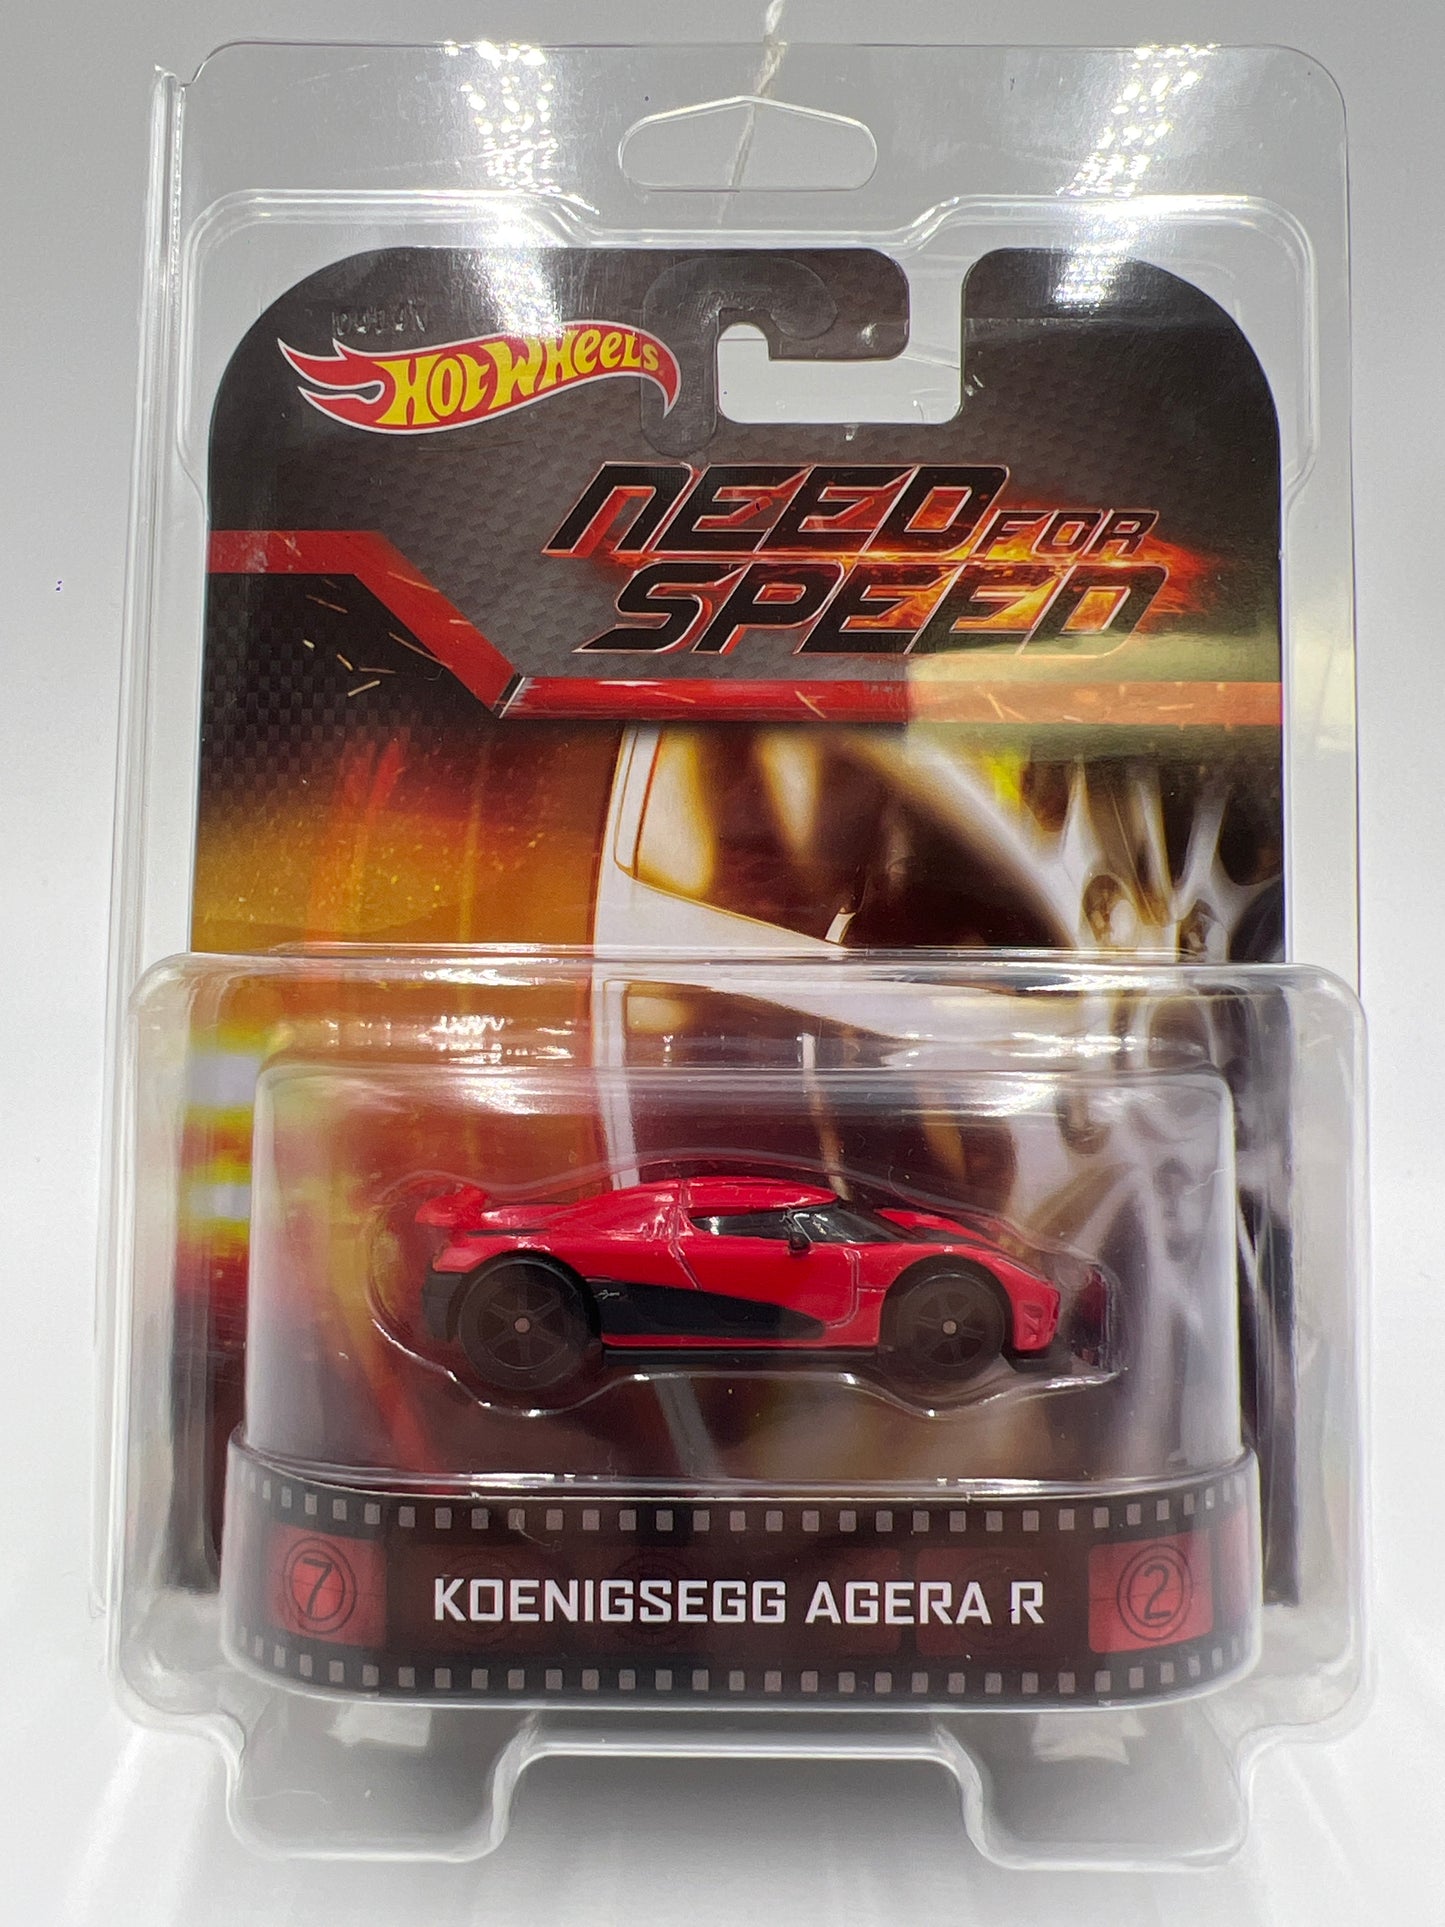 Hot Wheels
NEED FOR
SPEED
7
KOENIGSEGG AGERA R
2